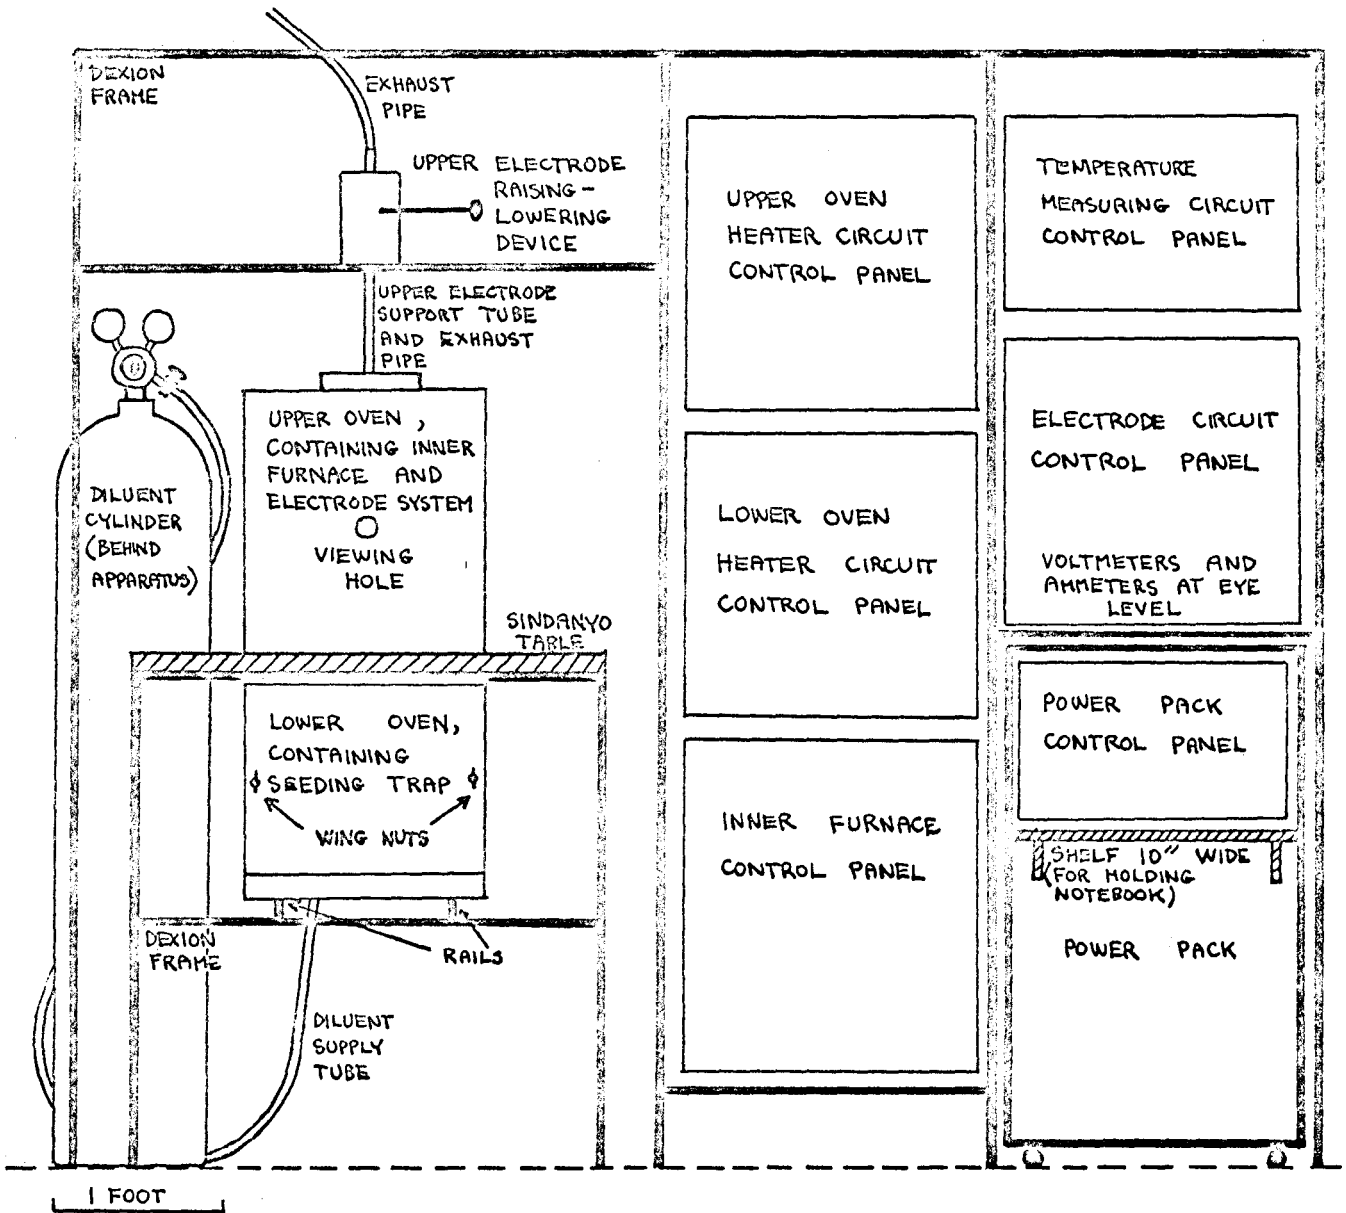 DEXION
FRAME
EXHAUST
PIPE
UPPER ELECTRODE
RAISING-
LOWERING
DEVICE
UPPER ELECTRODE
SUPPORT TUBE
AND EXHAUST
PIPE
UPPER OVEN,
CONTAINING INNER
FURNACE AND
ELECTRODE SYSTEM
VIEWING
HOLE
DILUENT
CYLINDER
(BEHIND
APPARATUS)
SINDANYO
TABLE
LOWER OVEN,
CONTAINING
SEEDING TRAP
WING NUTS
DEXION
FRAME
RAILS
DILUENT
SUPPLY
TUBE
1 FOOT
UPPER OVEN
HEATER CIRCUIT
CONTROL PANEL
LOWER OVEN
HEATER CIRCUIT
CONTROL PANEL
INNER FURNACE
CONTROL PANEL
TEMPERATURE
MEASURING CIRCUIT
CONTROL PANEL
ELECTRODE CIRCUIT
CONTROL PANEL
VOLTMETERS AND
AMMETERS AT EYE
LEVEL
POWER PACK
CONTROL PANEL
SHELF 10" WIDE
(FOR HOLDING
NOTEBOOK)
POWER PACK